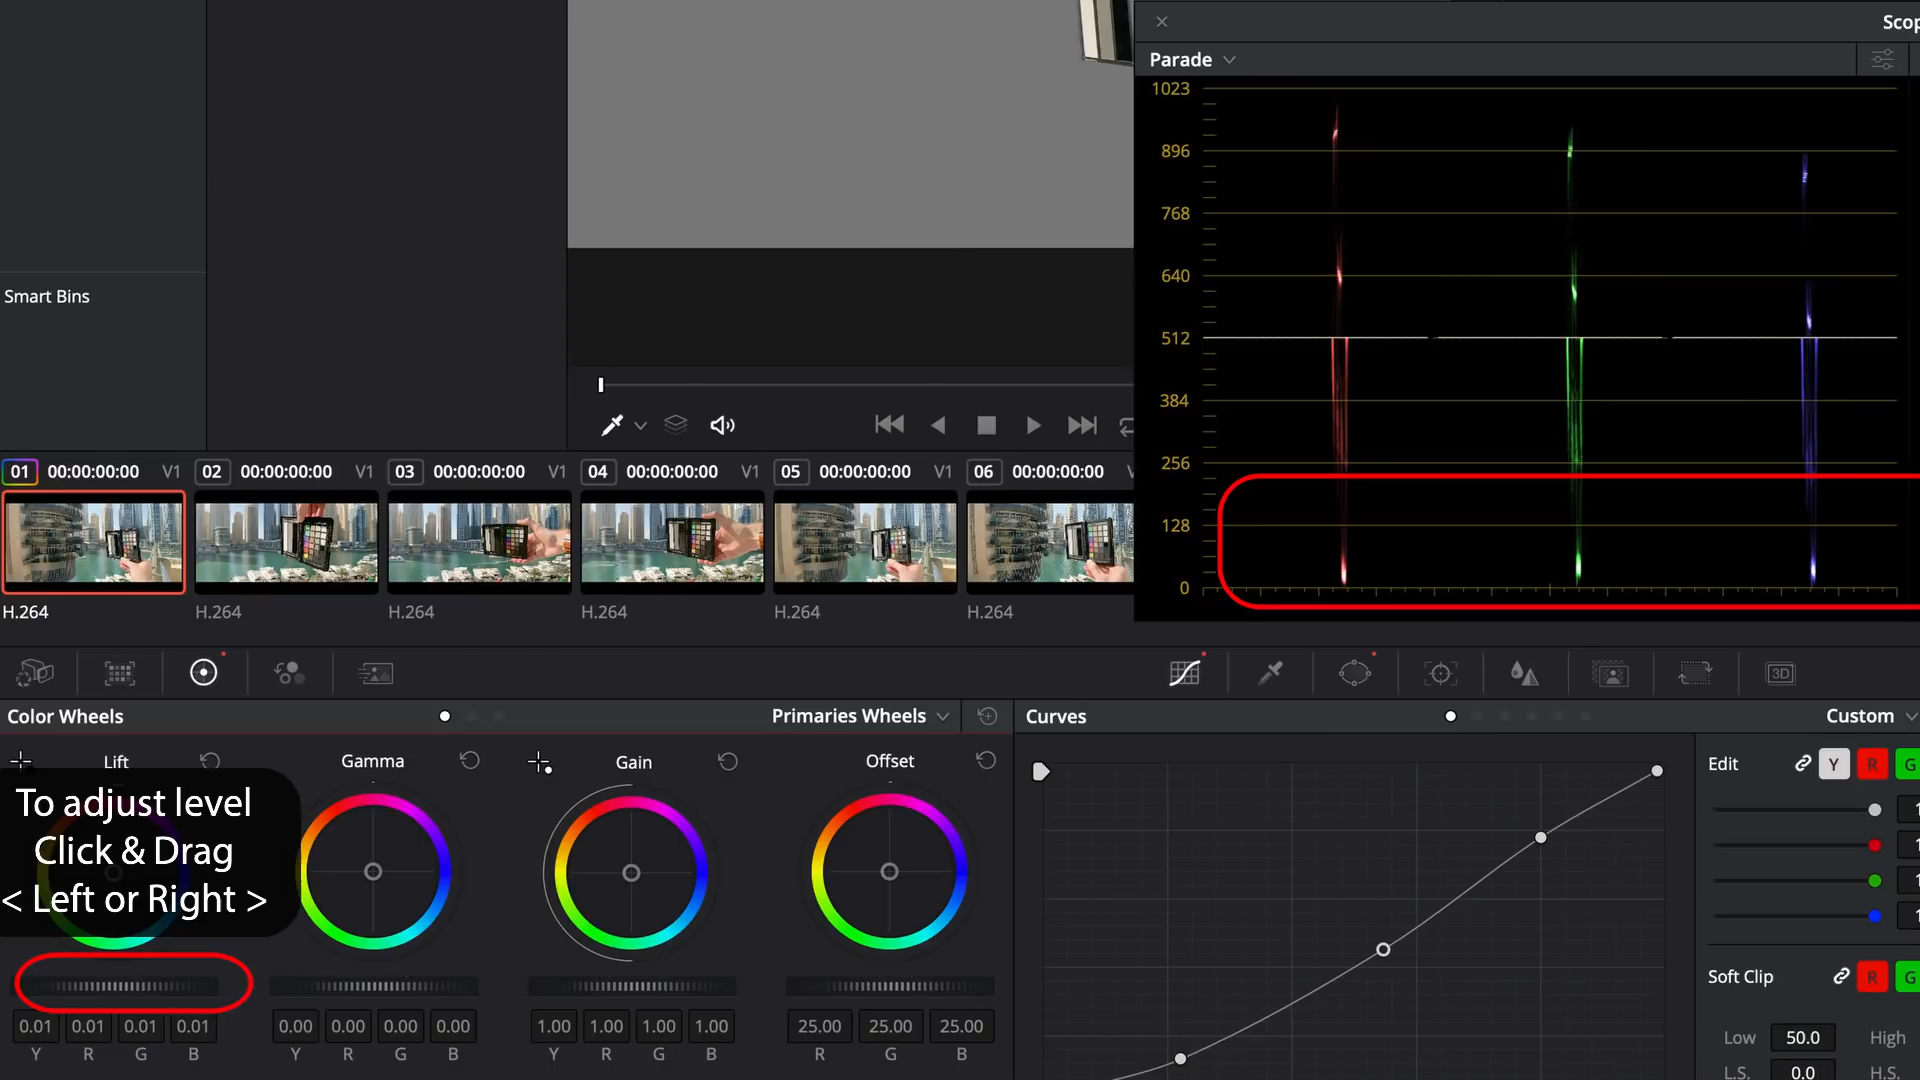 Scop
Parade
1023
896
768
640
512
384
256
128
0
Smart Bins
01 00:00:00:00 V1
02 00:00:00:00 V1
03 00:00:00:00 V1
04 00:00:00:00 V1
05 00:00:00:00 V1
06 00:00:00:00
H.264
H.264
H.264
H.264
H.264
H.264
3D
Color Wheels
Primaries Wheels
Curves
Custom
Lift
Gamma
Gain
Offset
Edit Y R G
To adjust level
Click & Drag
< Left or Right >
Soft Clip R G
0.01 0.01 0.01 0.01
Y R G B
0.00 0.00 0.00 0.00
Y R G B
1.00 1.00 1.00 1.00
Y R G B
25.00 25.00 25.00
R G B
Low 50.0 High
L.S. 0.0 H.S.